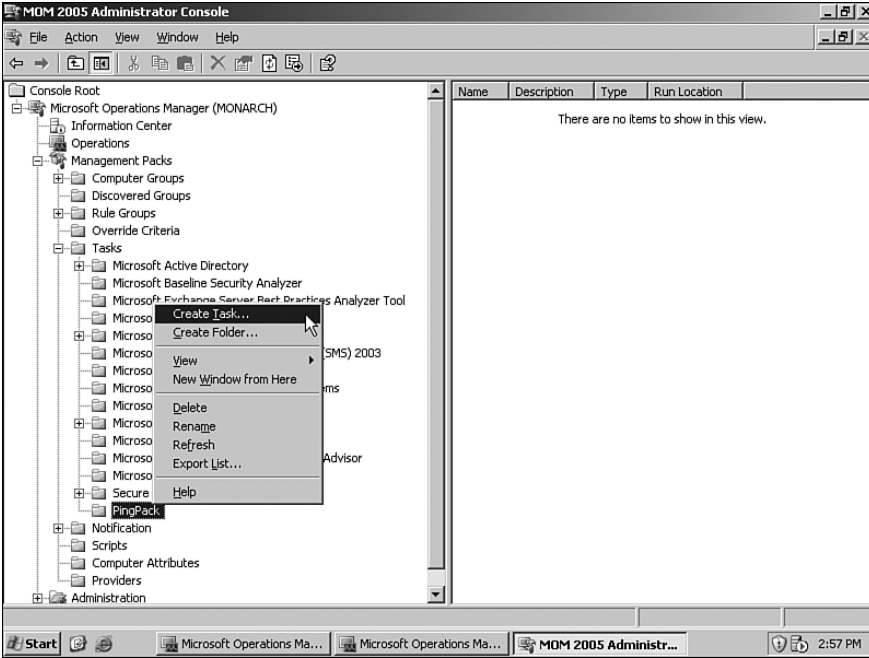 MOM 2005 Administrator Console
File Action View Window Help
Console Root
Microsoft Operations Manager (MONARCH)
Information Center
Operations
Management Packs
Computer Groups
Discovered Groups
Rule Groups
Override Criteria
Tasks
Microsoft Active Directory
Microsoft Baseline Security Analyzer
Microsoft Exchange Server Best Practices Analyzer Tool
Microso
Microso
Microso (SMS) 2003
Microso
Microso ms
Microso
Microso
Microso
Microso Advisor
Microso
Secure
PingPack
Notification
Scripts
Computer Attributes
Providers
Administration
Create Task...
Create Folder...
View
New Window from Here
Delete
Rename
Refresh
Export List...
Help
Name Description Type Run Location
There are no items to show in this view.
Start Microsoft Operations Ma... Microsoft Operations Ma... MOM 2005 Administr... 2:57 PM